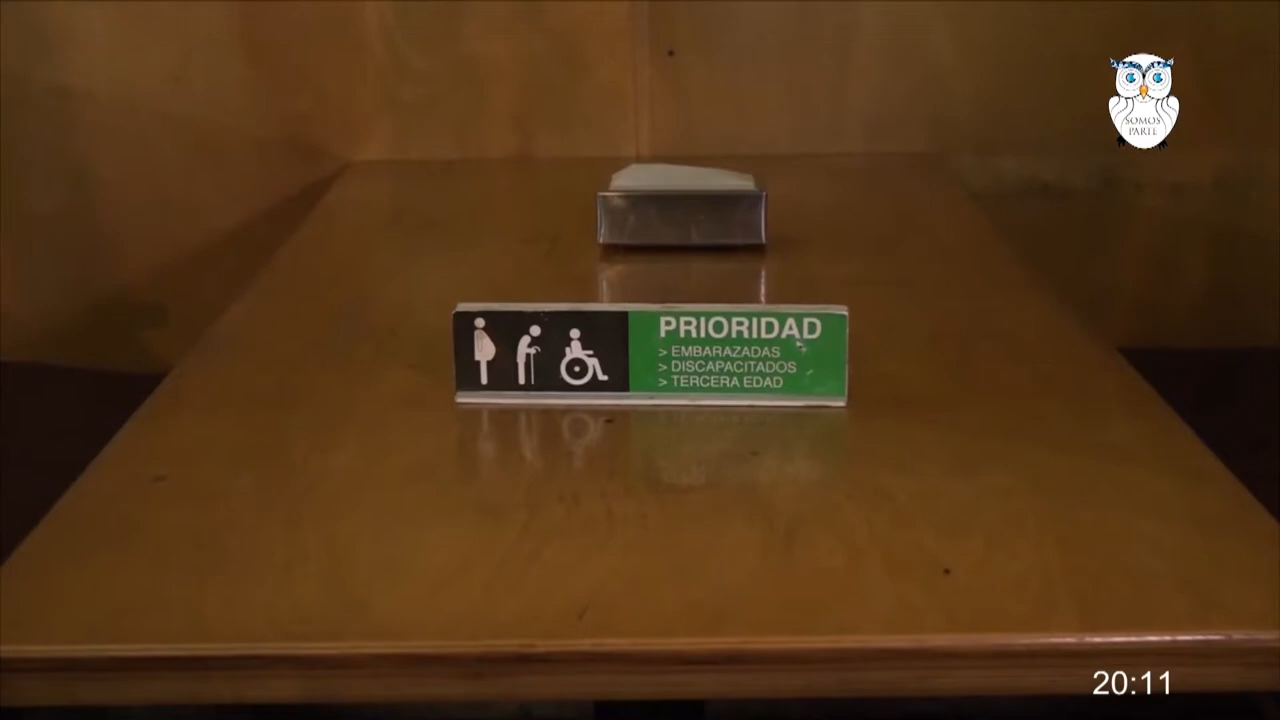 SOMOS
PARTE
PRIORIDAD
> EMBARAZADAS
> DISCAPACITADOS
> TERCERA EDAD
20:11